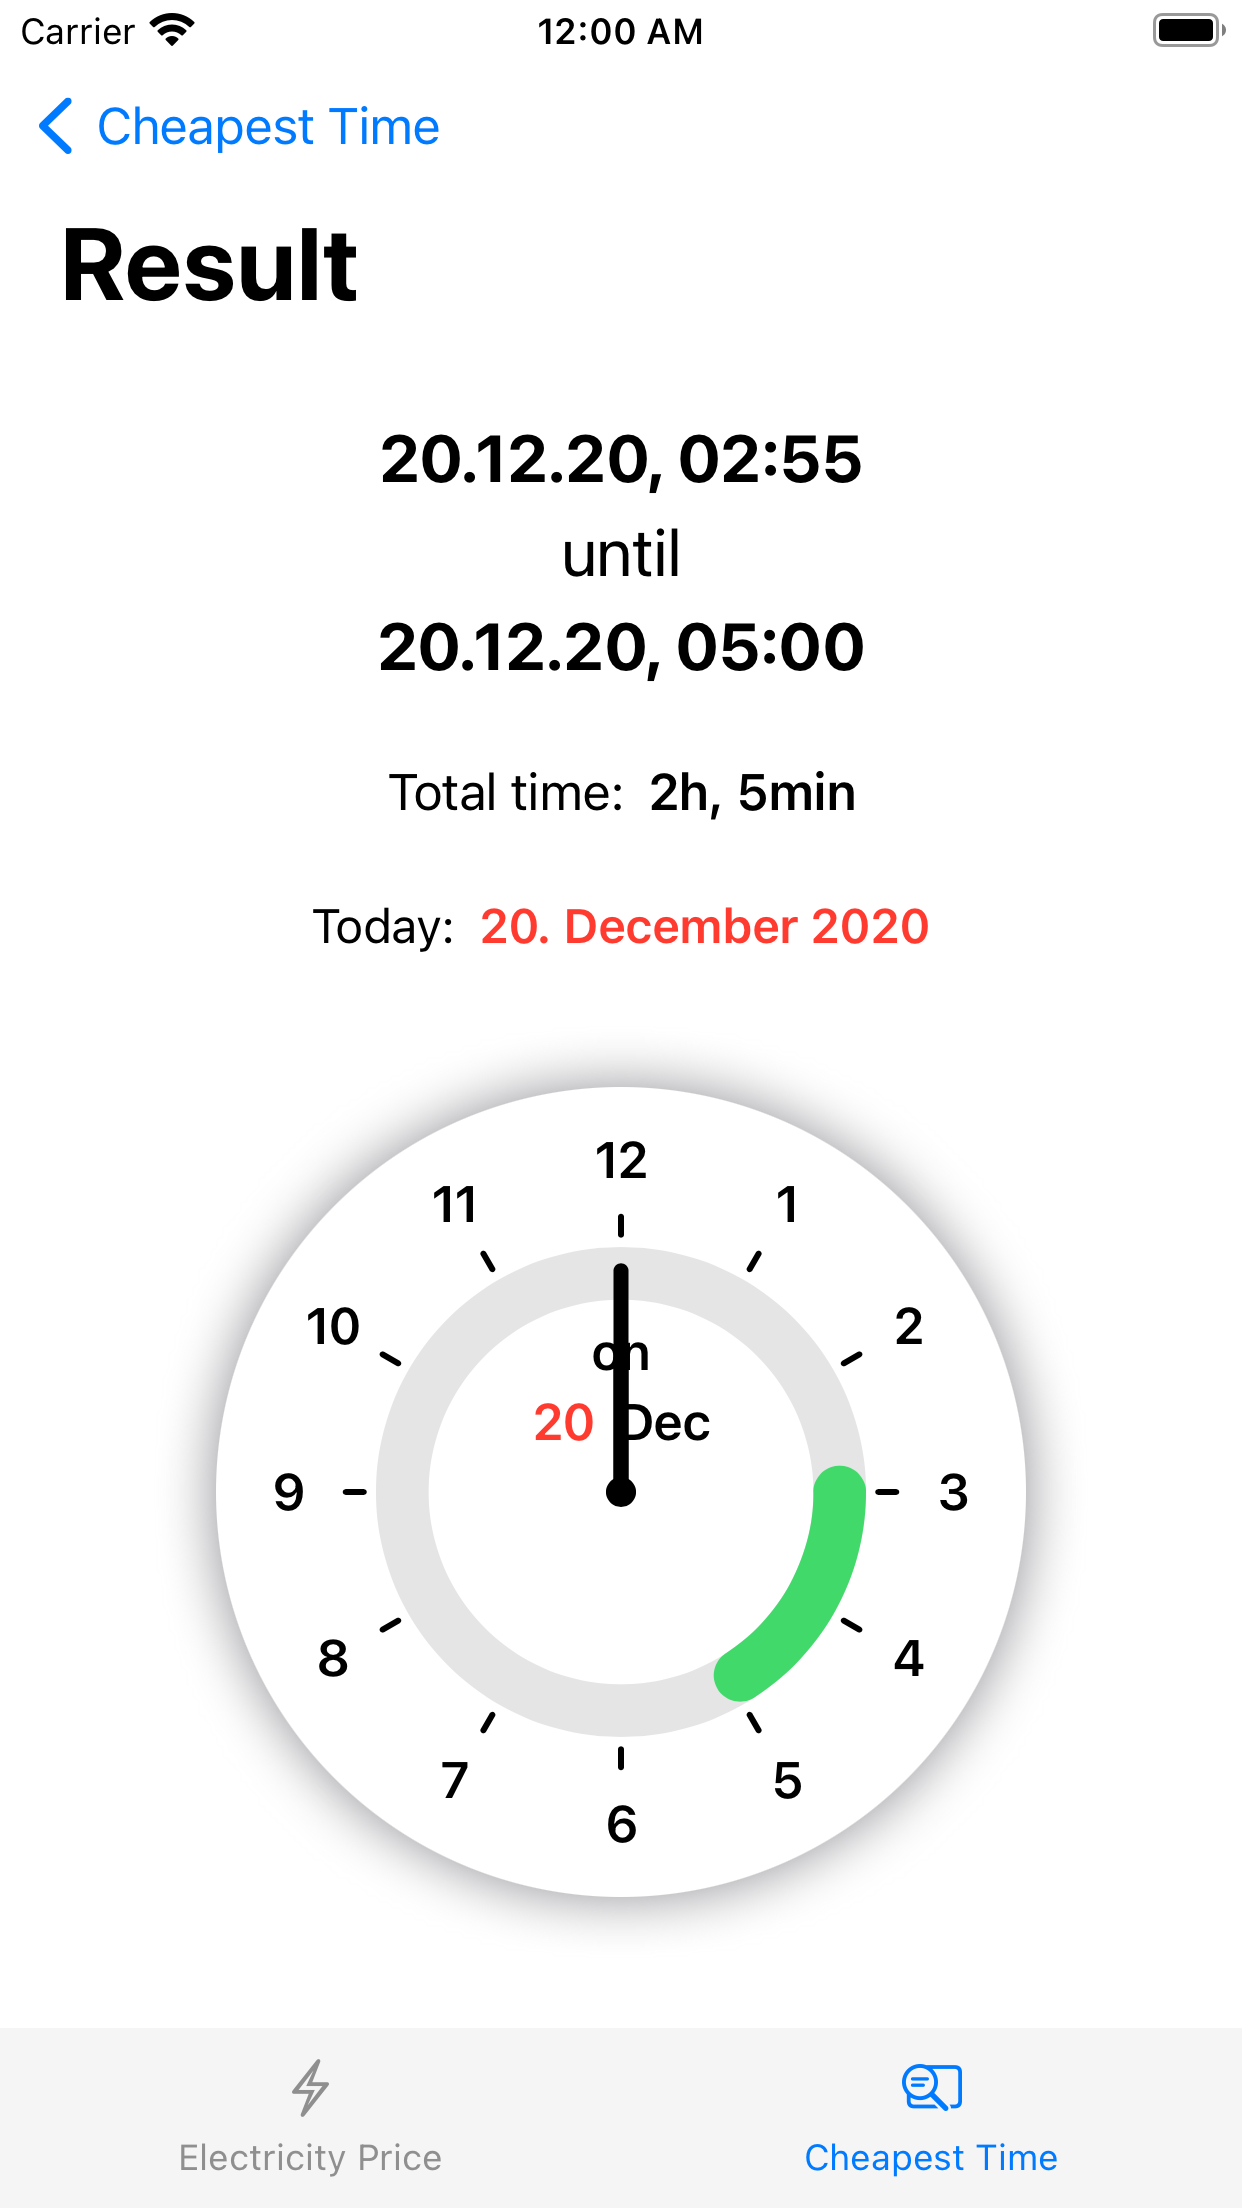 Carrier 12:00 AM
Cheapest Time
Result
20.12.20, 02:55
until
20.12.20, 05:00
Total time: 2h, 5min
Today: 20. December 2020
12
11 1
10 2
on
20 Dec
9 3
8 4
7 5
6
Electricity Price Cheapest Time